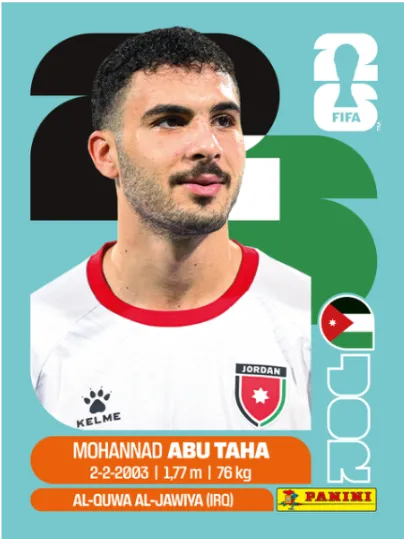 26
FIFA
JORDAN
KELME
JOR
MOHANNAD ABU TAHA
2-2-2003 | 1,77 m | 76 kg
AL-QUWA AL-JAWIYA (IRQ)
PANINI